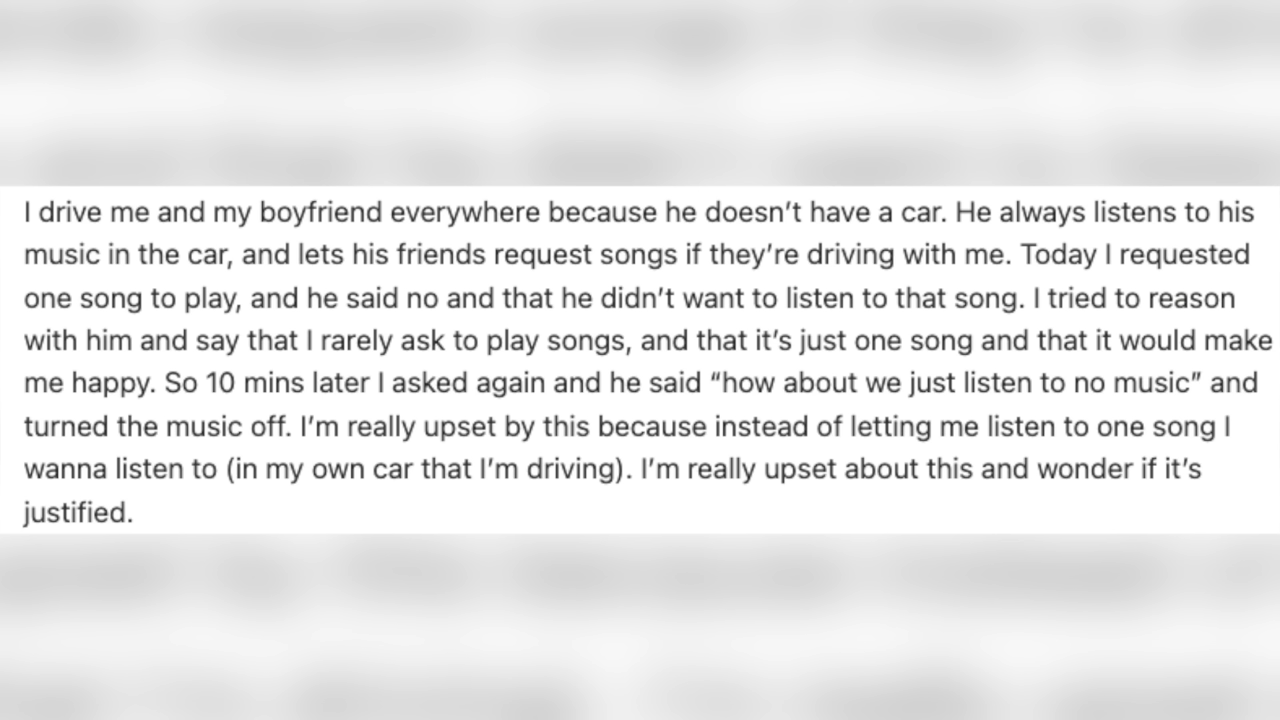 I drive me and my boyfriend everywhere because he doesn’t have a car. He always listens to his
music in the car, and lets his friends request songs if they’re driving with me. Today I requested
one song to play, and he said no and that he didn’t want to listen to that song. I tried to reason
with him and say that I rarely ask to play songs, and that it’s just one song and that it would make
me happy. So 10 mins later I asked again and he said “how about we just listen to no music” and
turned the music off. I’m really upset by this because instead of letting me listen to one song I
wanna listen to (in my own car that I’m driving). I’m really upset about this and wonder if it’s
justified.